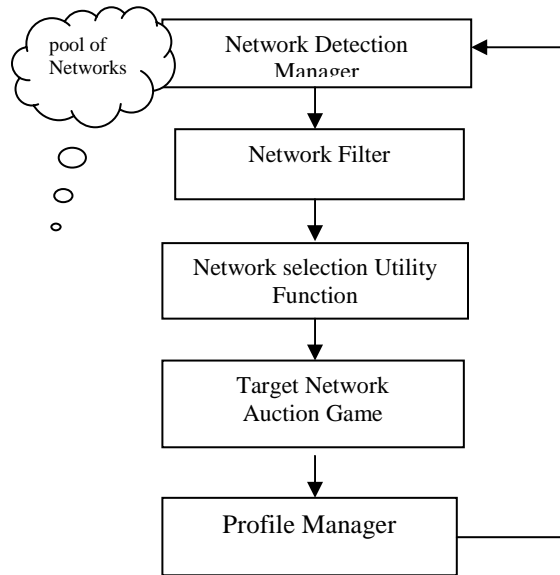 pool of
Networks
Network Detection
Manager
Network Filter
Network selection Utility
Function
Target Network
Auction Game
Profile Manager